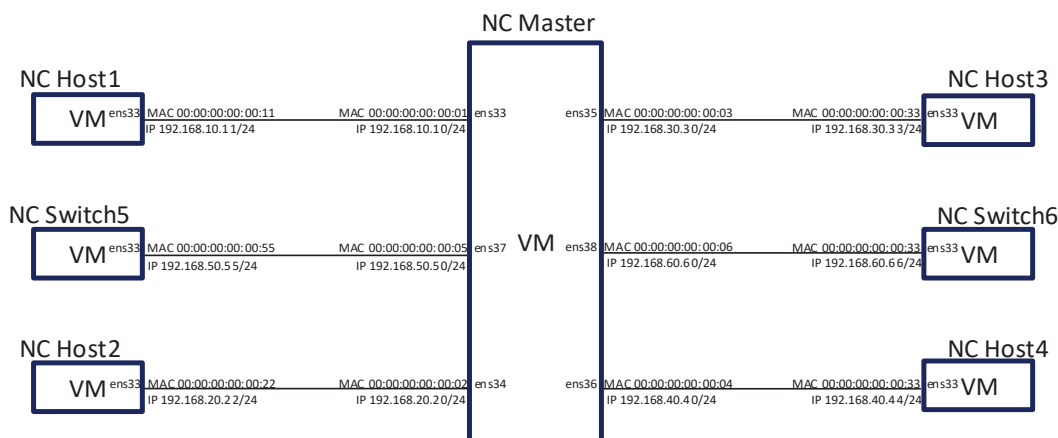 NC Master
NC Host1
VM
ens33
MAC 00:00:00:00:00:11
IP 192.168.10.11/24
MAC 00:00:00:00:00:01
IP 192.168.10.10/24
ens33
ens35
MAC 00:00:00:00:00:03
IP 192.168.30.30/24
MAC 00:00:00:00:00:33
IP 192.168.30.33/24
ens33
VM
NC Host3
NC Switch5
VM
ens33
MAC 00:00:00:00:00:55
IP 192.168.50.55/24
MAC 00:00:00:00:00:05
IP 192.168.50.50/24
ens37
VM
ens38
MAC 00:00:00:00:00:06
IP 192.168.60.60/24
MAC 00:00:00:00:00:33
IP 192.168.60.66/24
ens33
VM
NC Switch6
NC Host2
VM
ens33
MAC 00:00:00:00:00:22
IP 192.168.20.22/24
MAC 00:00:00:00:00:02
IP 192.168.20.20/24
ens34
ens36
MAC 00:00:00:00:00:04
IP 192.168.40.40/24
MAC 00:00:00:00:00:33
IP 192.168.40.44/24
ens33
VM
NC Host4